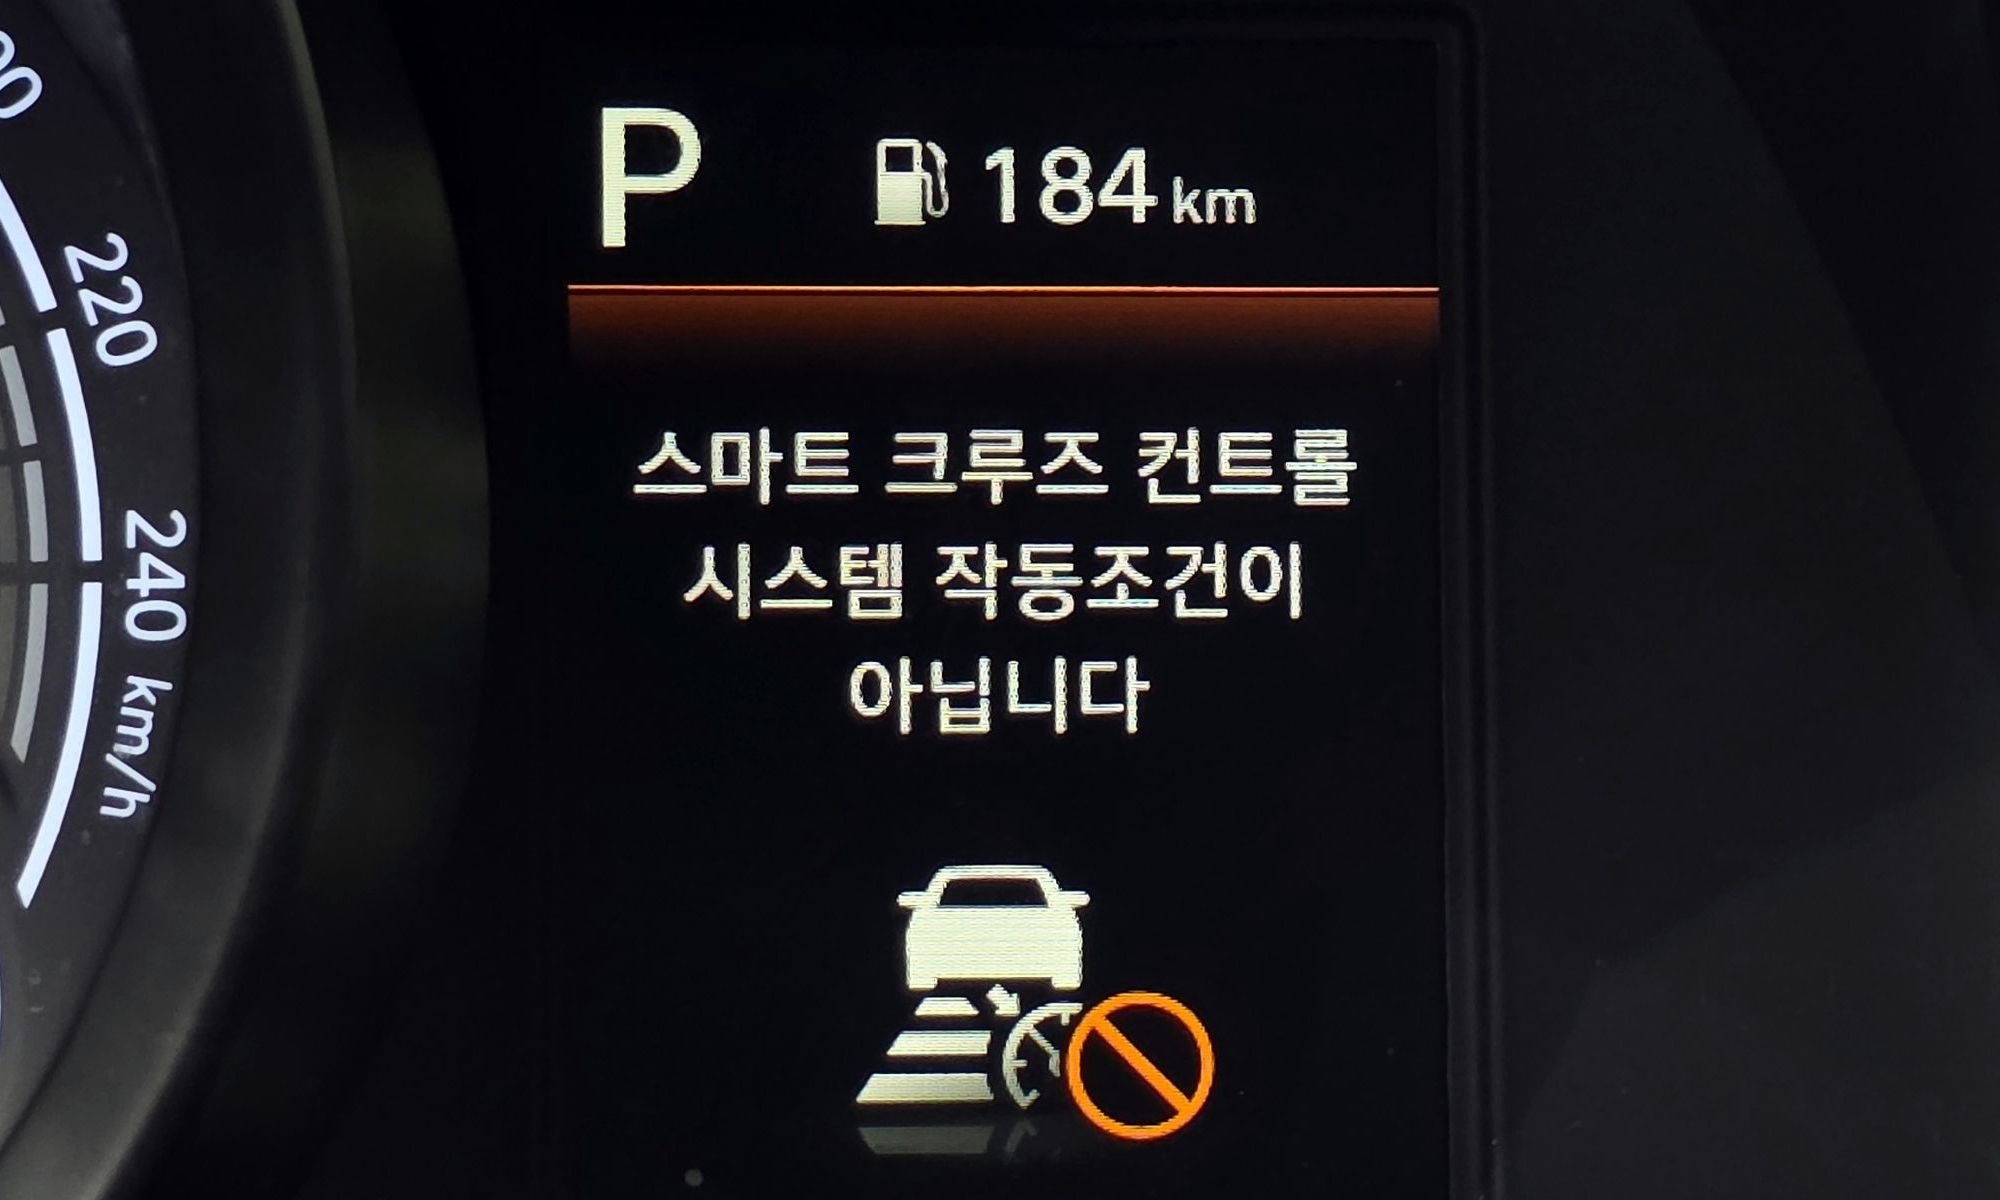 P 184 km
220
240 km/h
스마트 크루즈 컨트롤
시스템 작동조건이
아닙니다